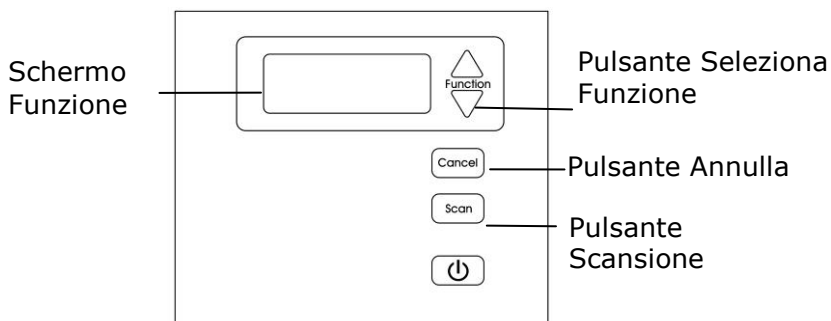 Schermo
Funzione
Function
Pulsante Seleziona
Funzione
Cancel
Pulsante Annulla
Scan
Pulsante
Scansione